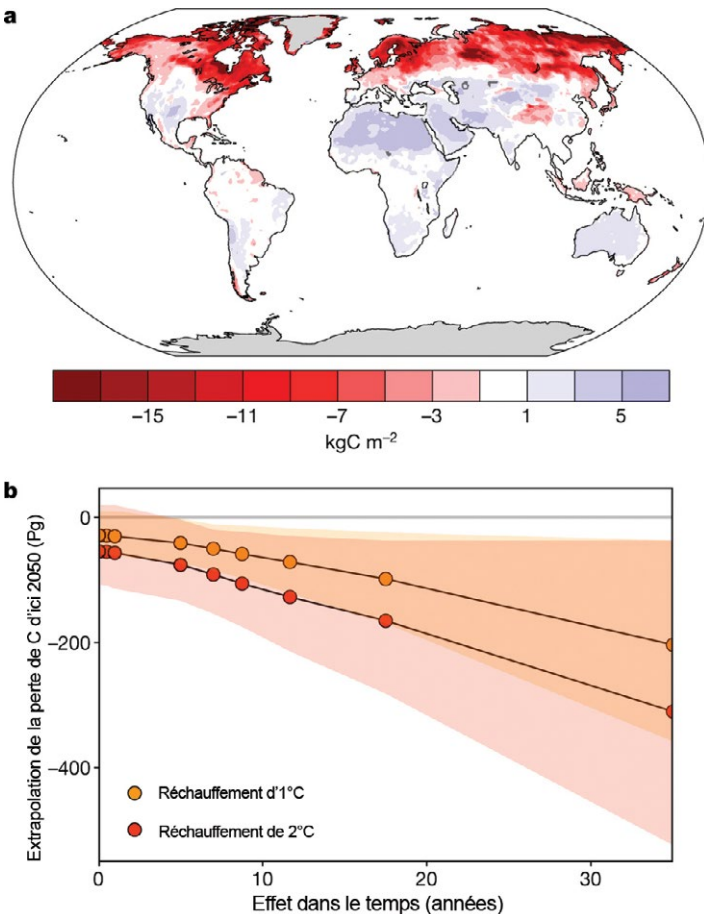 a
−15 −11 −7 −3 1 5
kgC m⁻²
b
Extrapolation de la perte de C d'ici 2050 (Pg)
0
−200
−400
Réchauffement d'1°C
Réchauffement de 2°C
0 10 20 30
Effet dans le temps (années)